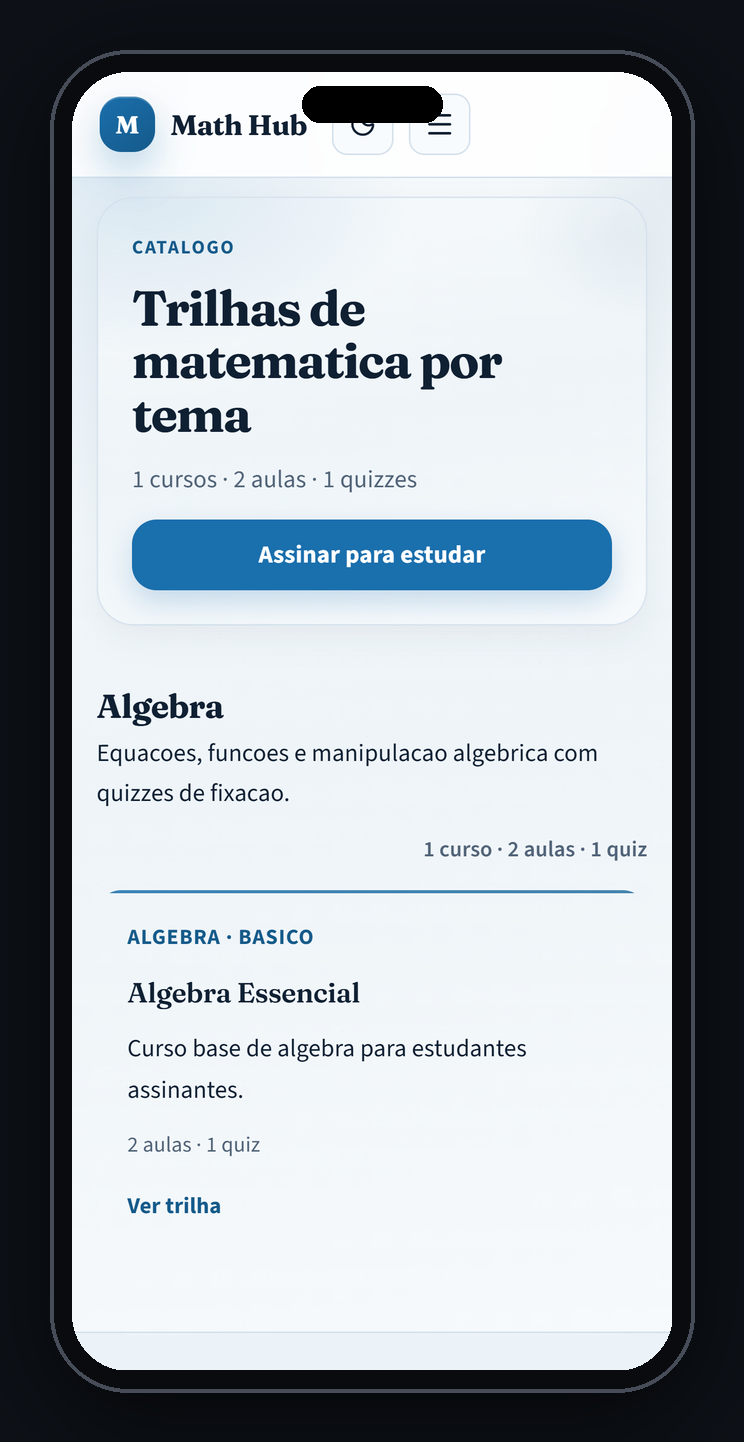 M
Math Hub
CATALOGO
Trilhas de
matematica por
tema
1 cursos · 2 aulas · 1 quizzes
Assinar para estudar
Algebra
Equacoes, funcoes e manipulacao algebrica com
quizzes de fixacao.
1 curso · 2 aulas · 1 quiz
ALGEBRA · BASICO
Algebra Essencial
Curso base de algebra para estudantes
assinantes.
2 aulas · 1 quiz
Ver trilha